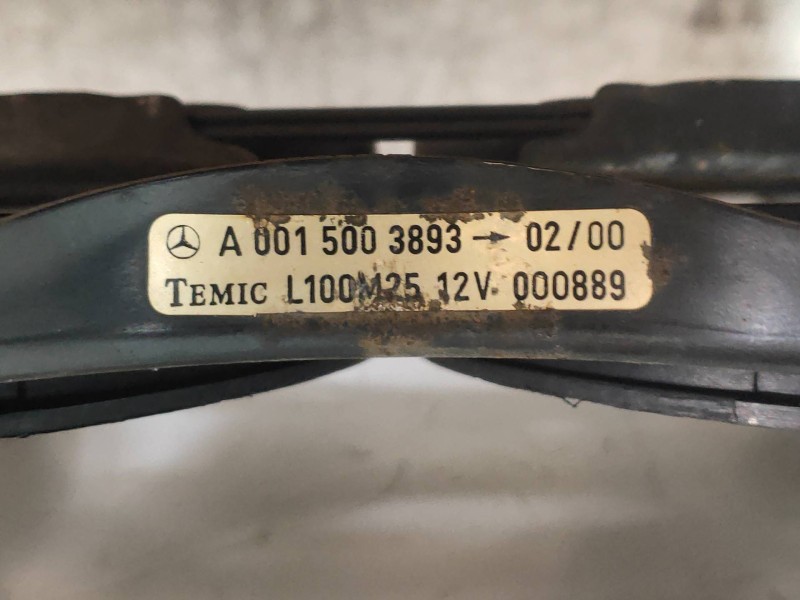 A 001 500 3893 → 02/00
TEMIC L100M25 12V 000889